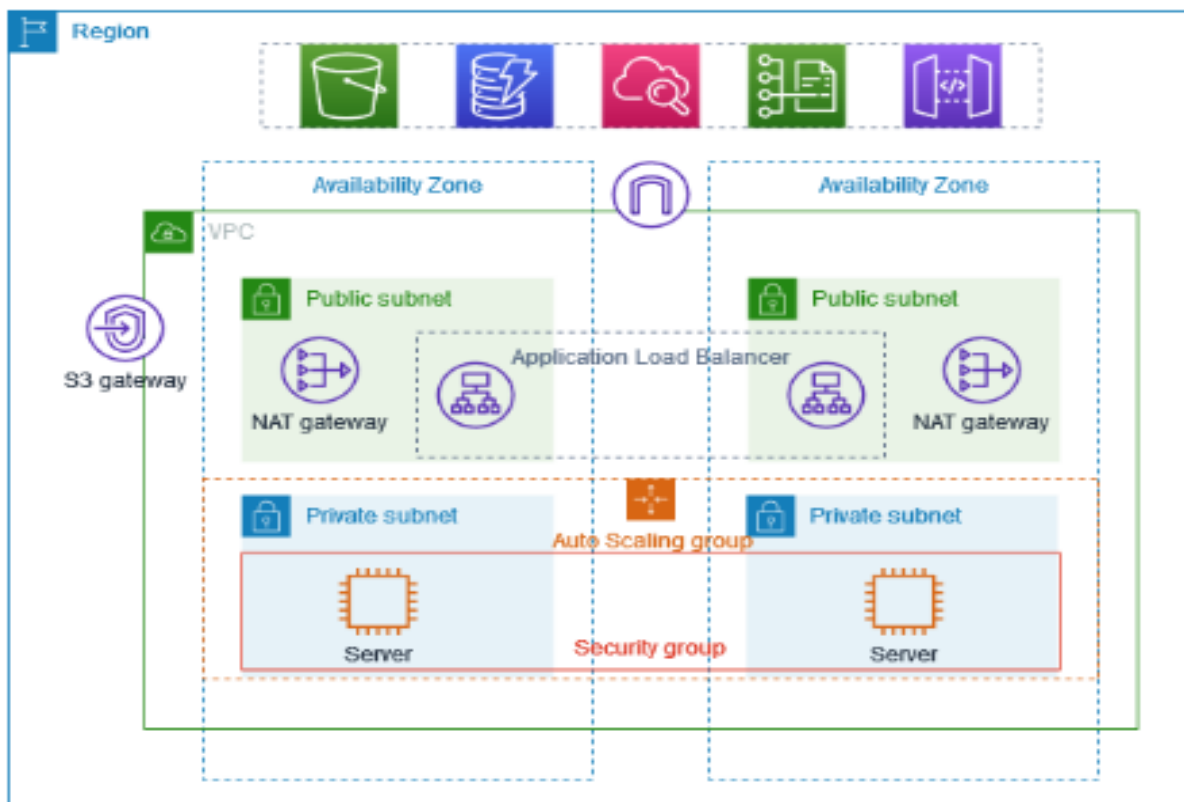 Region
Availability Zone
Availability Zone
VPC
Public subnet
Public subnet
Application Load Balancer
S3 gateway
NAT gateway
NAT gateway
Private subnet
Private subnet
Auto Scaling group
Security group
Server
Server